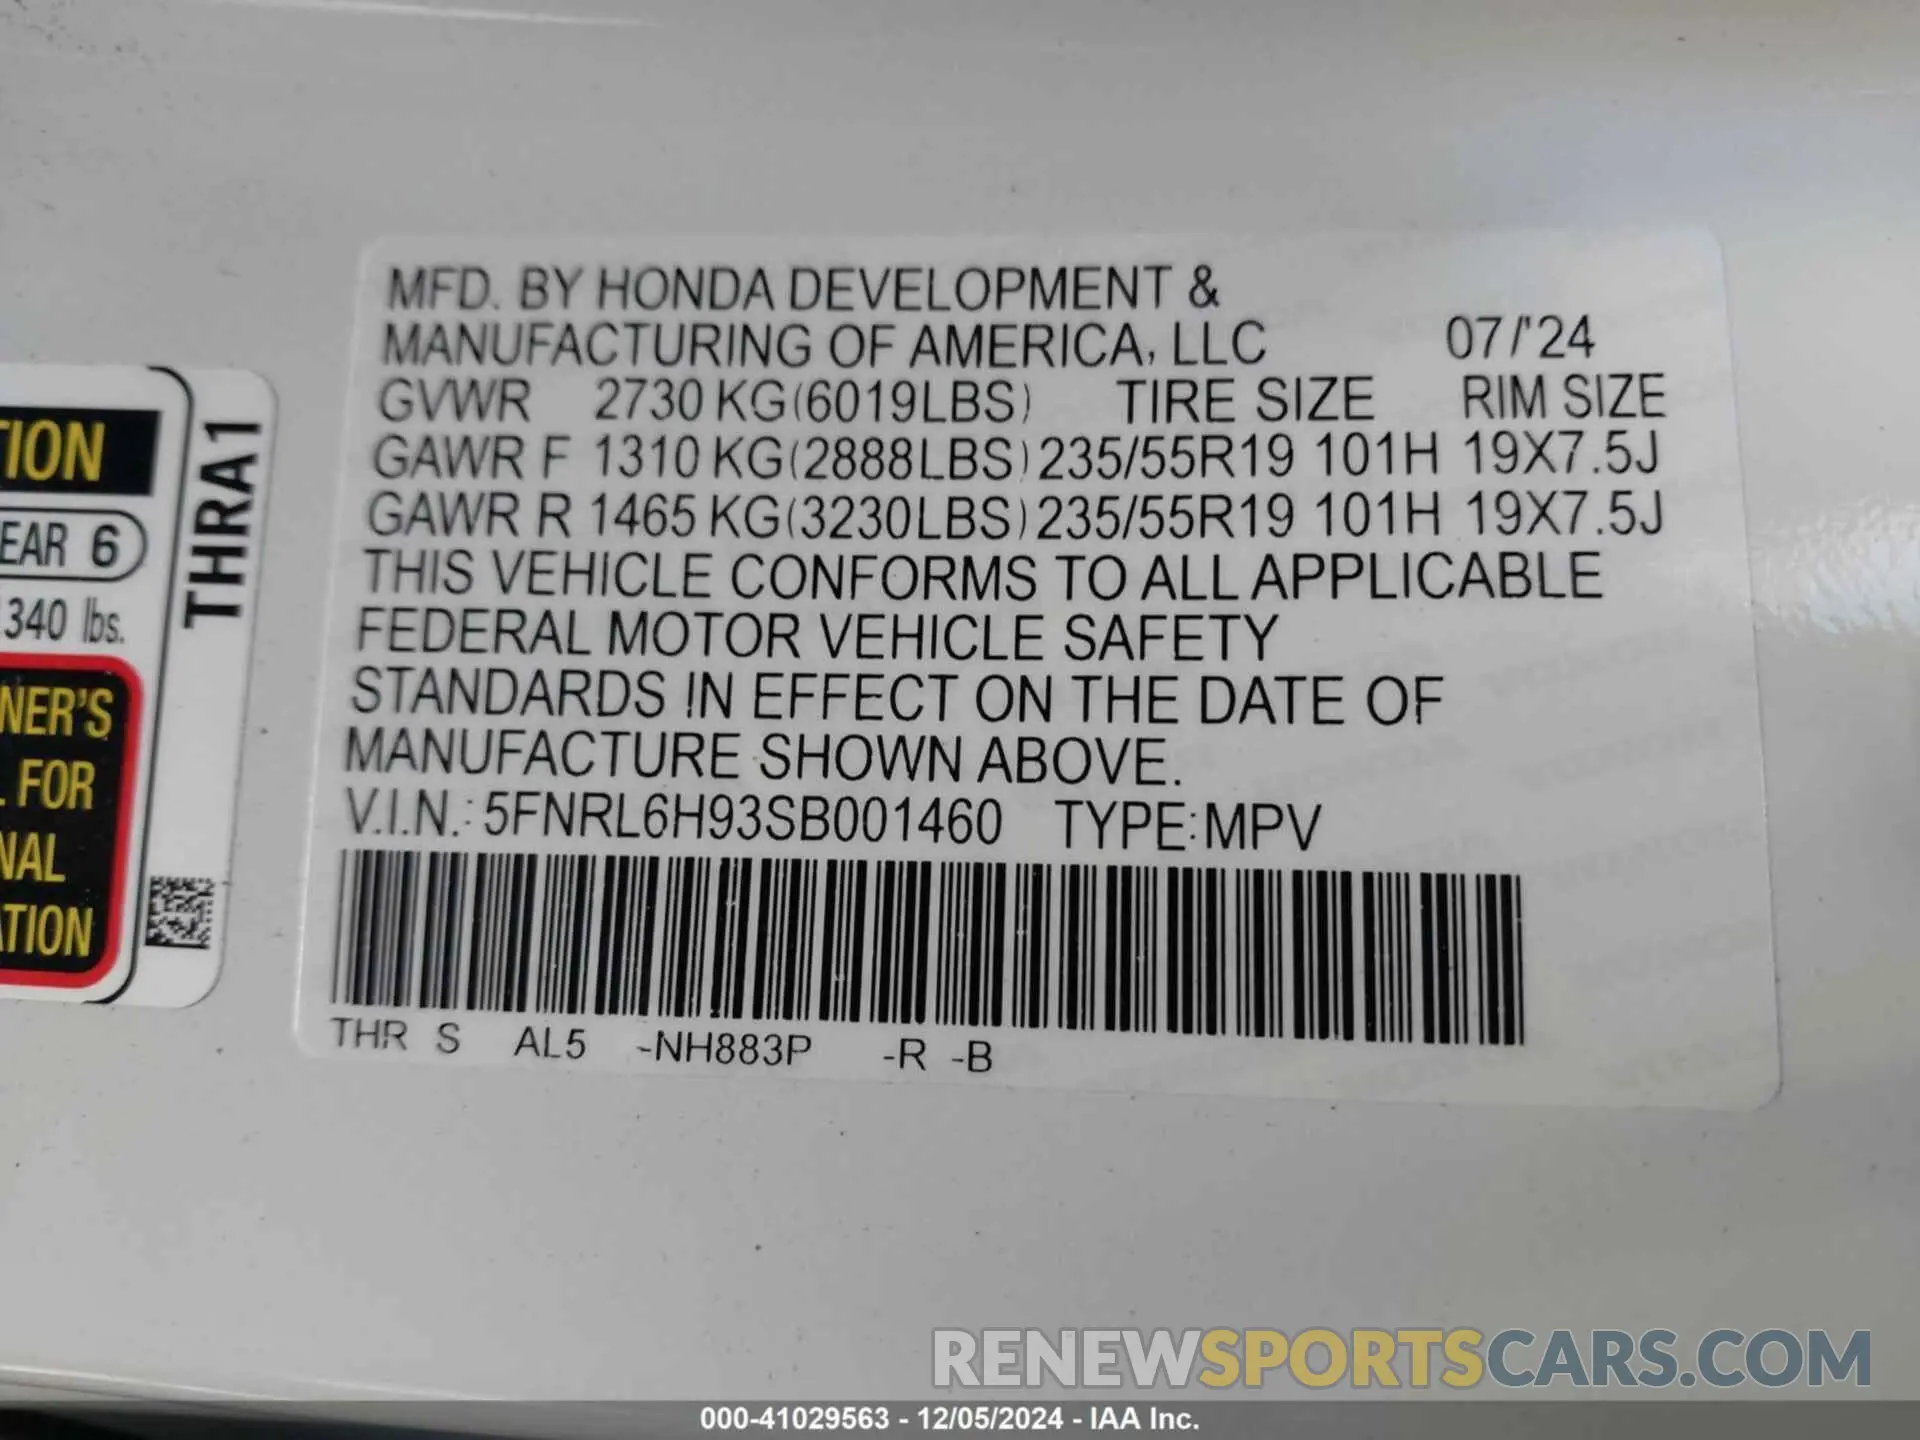 MFD. BY HONDA DEVELOPMENT &
MANUFACTURING OF AMERICA, LLC 07/'24
GVWR 2730 KG(6019LBS) TIRE SIZE RIM SIZE
GAWR F 1310 KG(2888LBS) 235/55R19 101H 19X7.5J
GAWR R 1465 KG(3230LBS) 235/55R19 101H 19X7.5J
THIS VEHICLE CONFORMS TO ALL APPLICABLE
FEDERAL MOTOR VEHICLE SAFETY
STANDARDS IN EFFECT ON THE DATE OF
MANUFACTURE SHOWN ABOVE.
V.I.N.: 5FNRL6H93SB001460 TYPE: MPV
THR S AL5 -NH883P -R -B
TION
EAR 6
1340 lbs.
NER'S
L FOR
NAL
ATION
THRA1
RENEWSPORTSCARS.COM
000-41029563 - 12/05/2024 - IAA Inc.